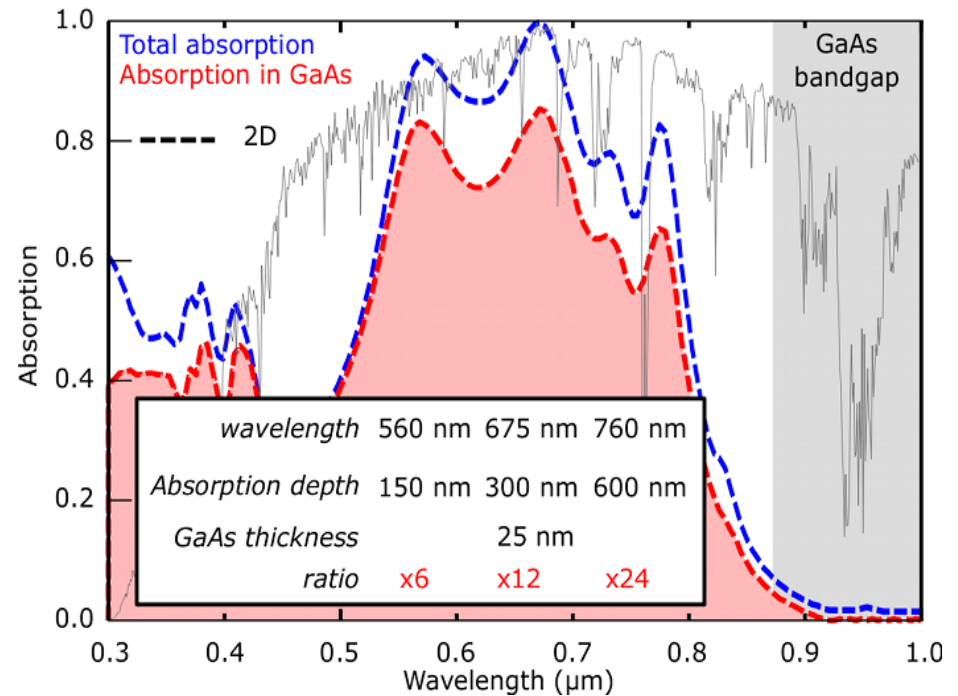 Total absorption
Absorption in GaAs
2D
GaAs
bandgap
Absorption
1.0
0.8
0.6
0.4
0.2
0.0
wavelength 560 nm 675 nm 760 nm
Absorption depth 150 nm 300 nm 600 nm
GaAs thickness 25 nm
ratio x6 x12 x24
0.3 0.4 0.5 0.6 0.7 0.8 0.9 1.0
Wavelength (μm)